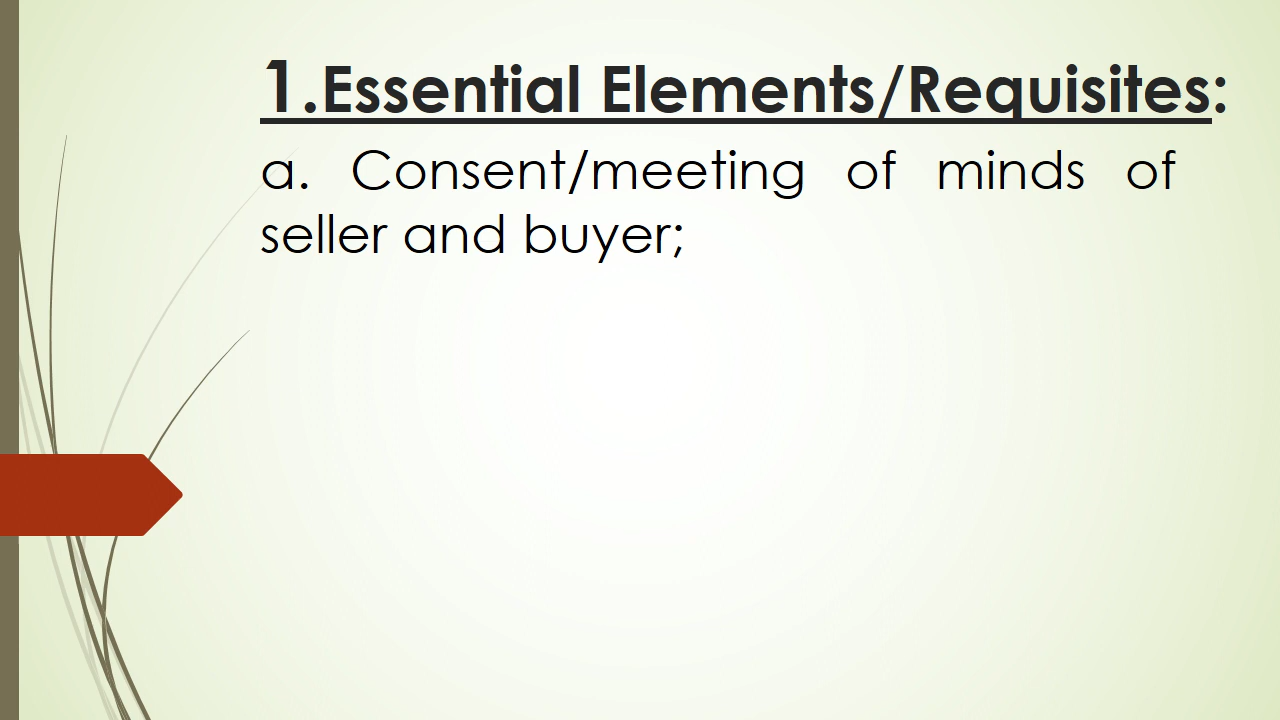 1.Essential Elements/Requisites:
a. Consent/meeting of minds of
seller and buyer;